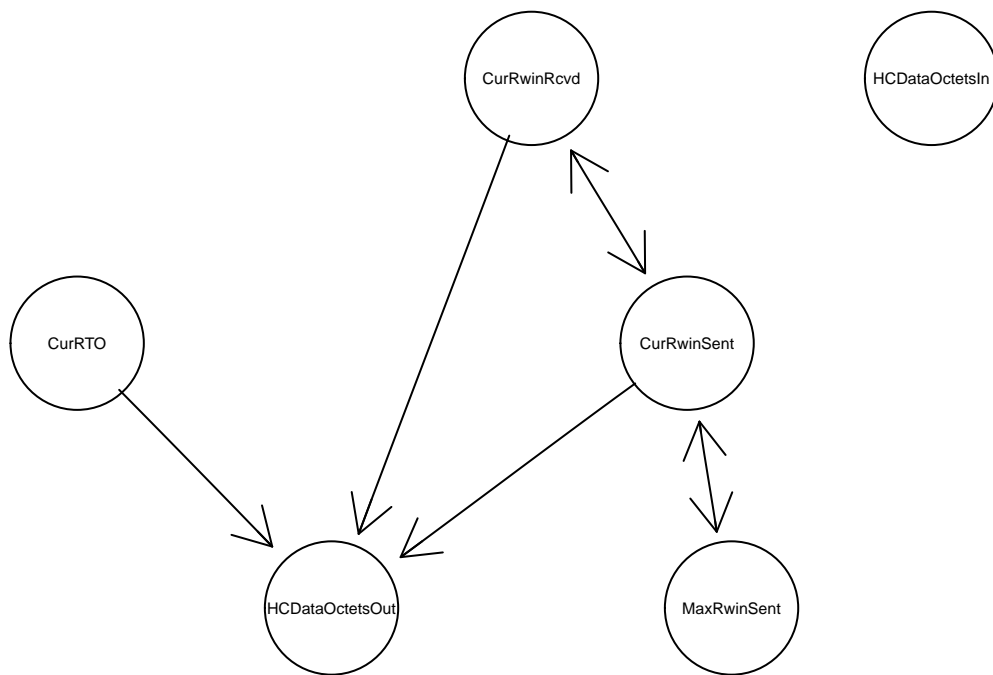 CurRwinRcvd
HCDataOctetsIn
CurRTO
CurRwinSent
HCDataOctetsOut
MaxRwinSent